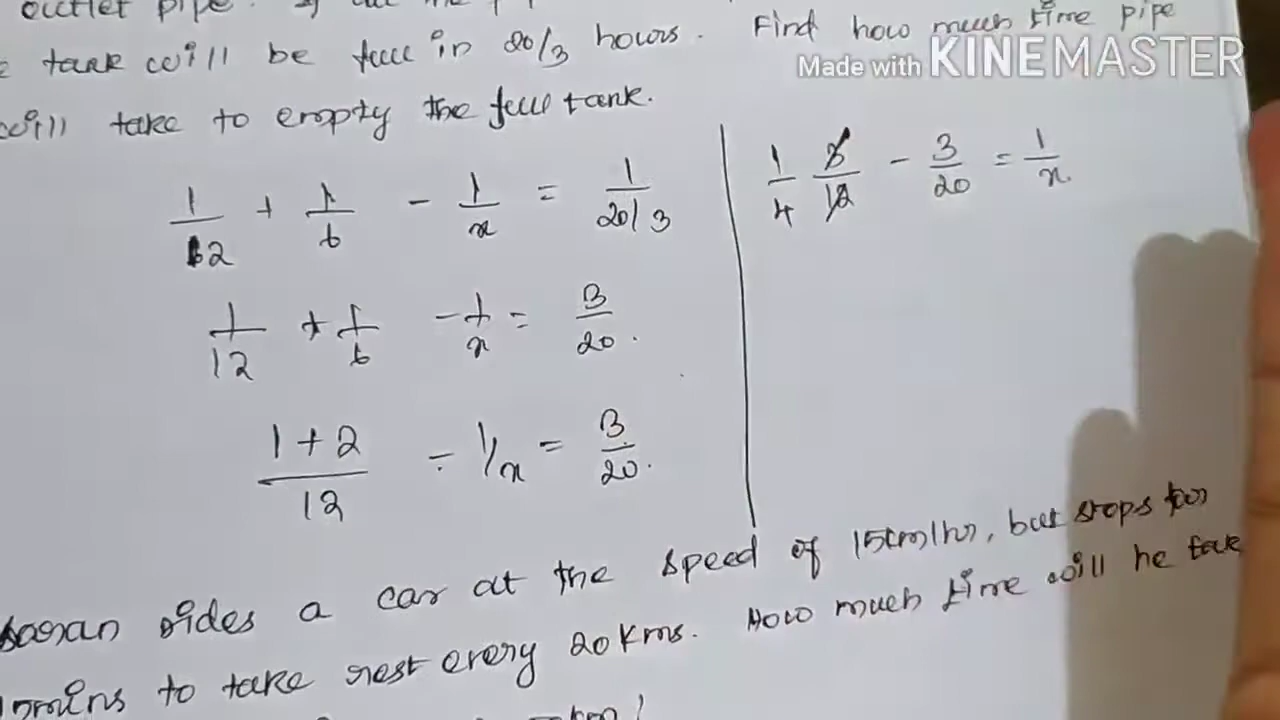 outlet pipe. If all the
tank will be full in 20/3 hours. Find how much time pipe
Made with KINEMASTER
will take to empty the full tank.
1/12 + 1/6 - 1/x = 1/20/3
1/4 3/12 - 3/20 = 1/x
1/12 + 1/6 - 1/x = 3/20.
1+2/12 - 1/x = 3/20.
rides a car at the speed of 15km/hr, but stops for
mins to take rest every 20 Kms. How much time will he take